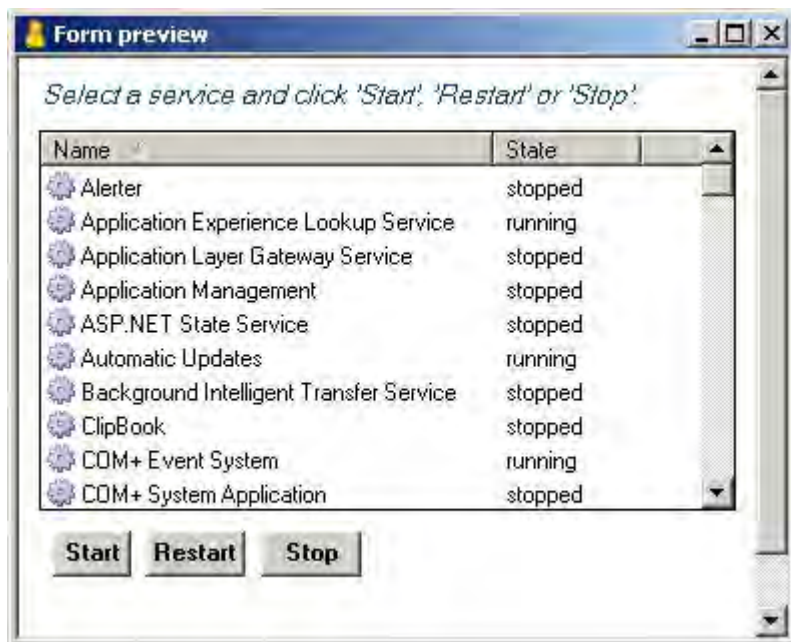 Form preview
Select a service and click 'Start', 'Restart' or 'Stop'.
Name State
Alerter stopped
Application Experience Lookup Service running
Application Layer Gateway Service stopped
Application Management stopped
ASP.NET State Service stopped
Automatic Updates running
Background Intelligent Transfer Service stopped
ClipBook stopped
COM+ Event System running
COM+ System Application stopped
Start Restart Stop